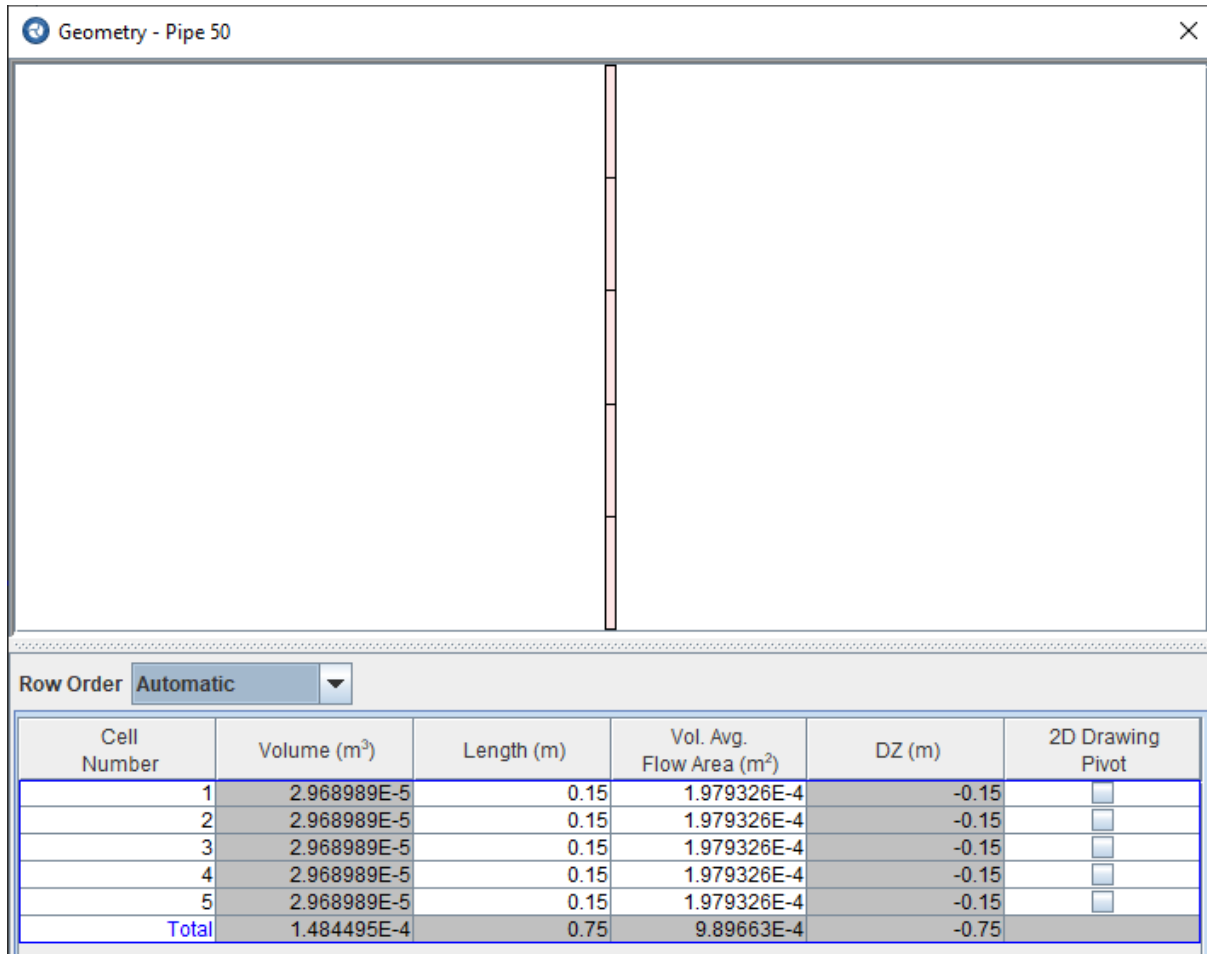 Geometry - Pipe 50
Row Order Automatic
Cell Number Volume (m³) Length (m) Vol. Avg. Flow Area (m²) DZ (m) 2D Drawing Pivot
1 2.968989E-5 0.15 1.979326E-4 -0.15
2 2.968989E-5 0.15 1.979326E-4 -0.15
3 2.968989E-5 0.15 1.979326E-4 -0.15
4 2.968989E-5 0.15 1.979326E-4 -0.15
5 2.968989E-5 0.15 1.979326E-4 -0.15
Total 1.484495E-4 0.75 9.89663E-4 -0.75